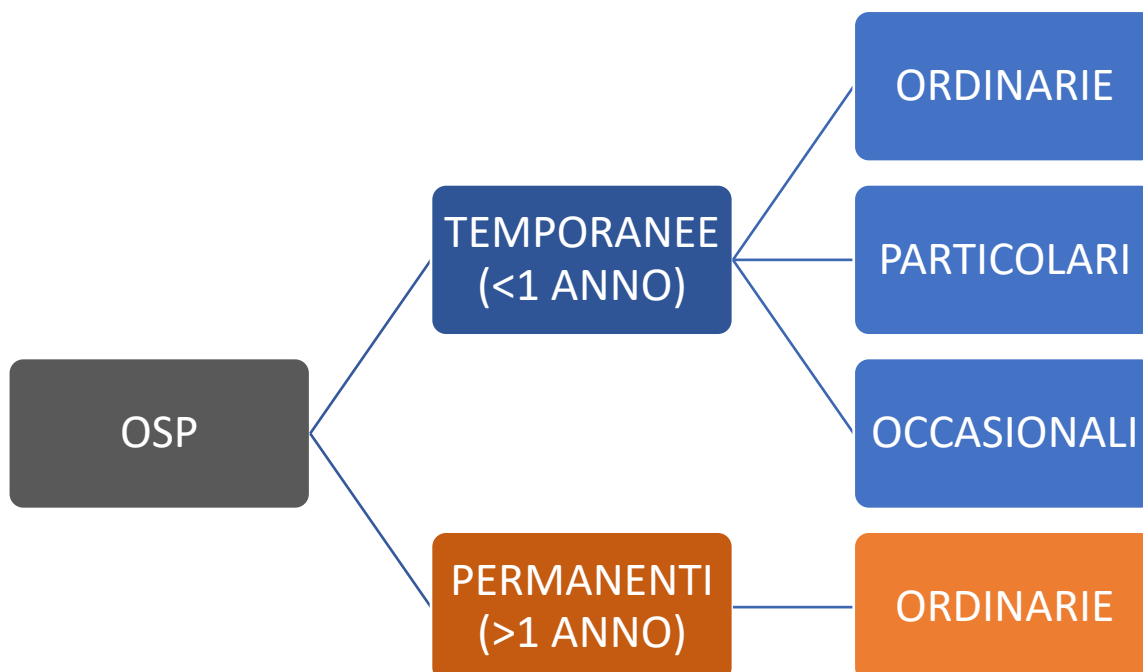 OSP
TEMPORANEE
(<1 ANNO)
ORDINARIE
PARTICOLARI
OCCASIONALI
PERMANENTI
(>1 ANNO)
ORDINARIE